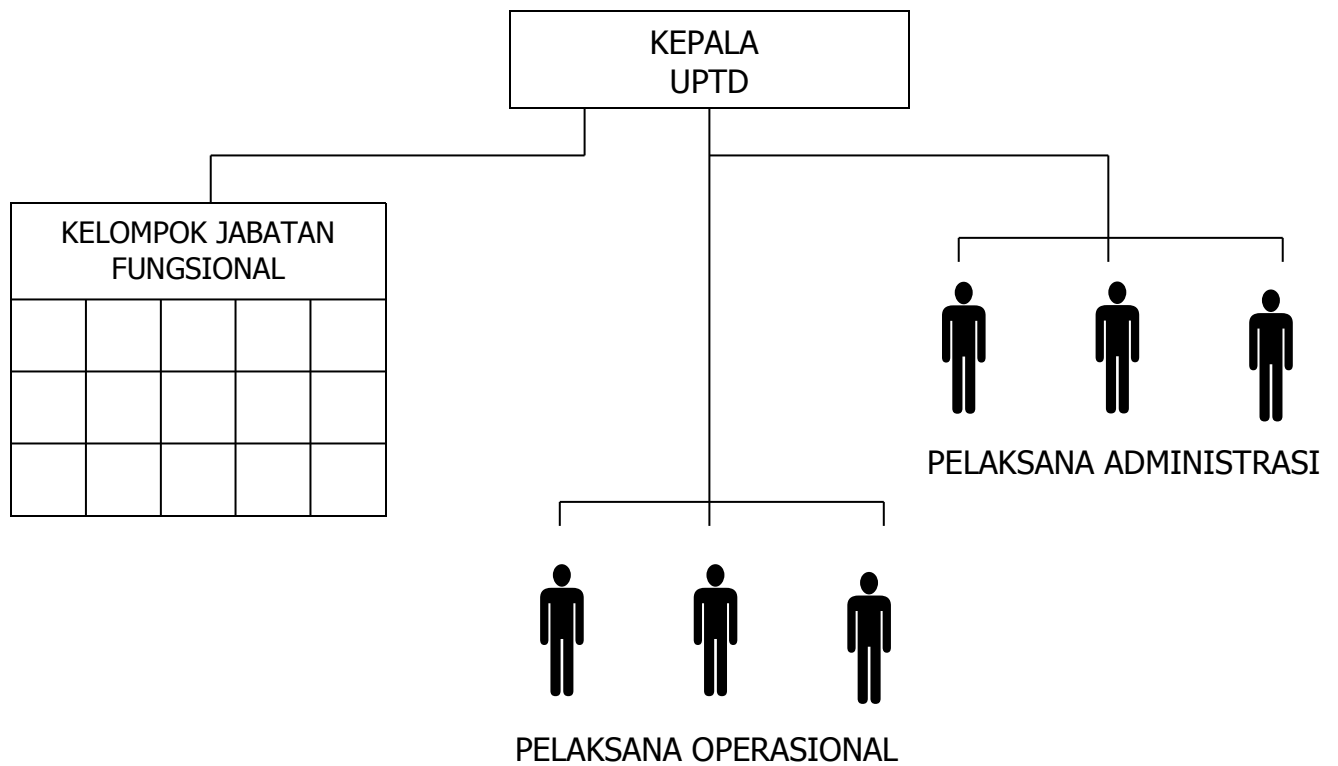 KEPALA
UPTD
KELOMPOK JABATAN
FUNGSIONAL
PELAKSANA ADMINISTRASI
PELAKSANA OPERASIONAL